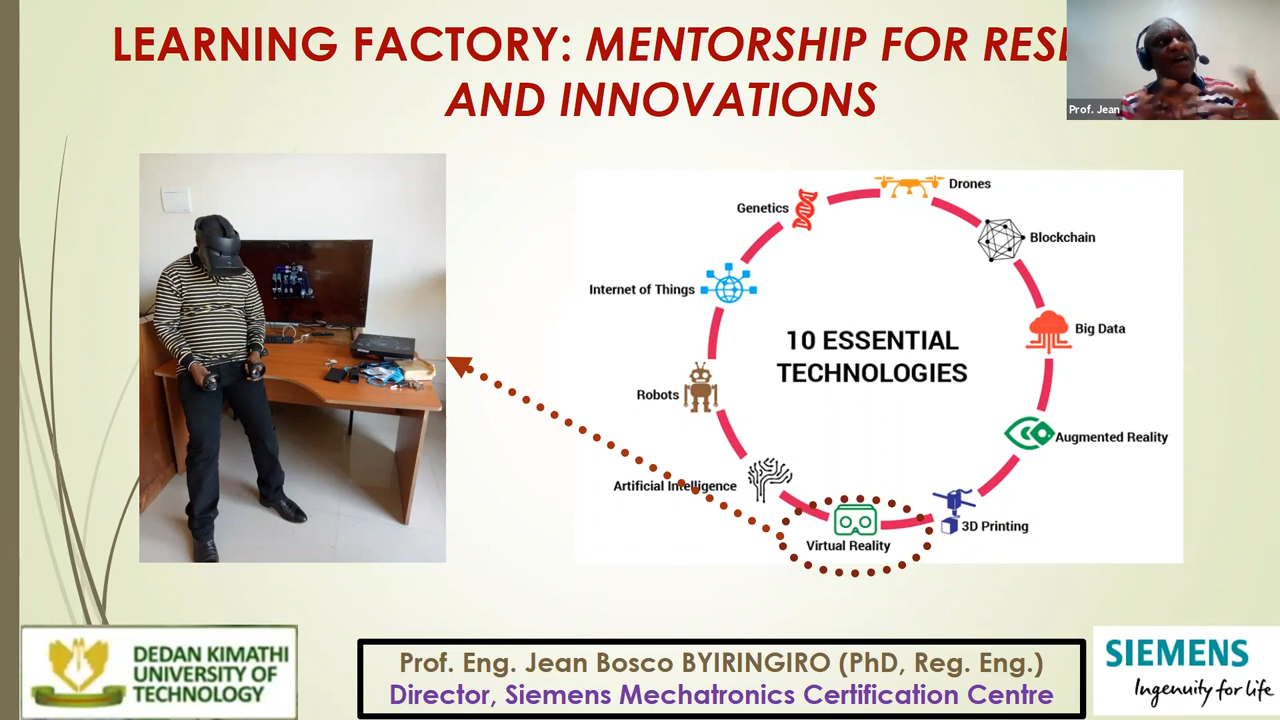 LEARNING FACTORY: MENTORSHIP FOR
AND INNOVATIONS
Prof. Jean
Drones
Genetics
Blockchain
Internet of Things
Big Data
10 ESSENTIAL
TECHNOLOGIES
Robots
Augmented Reality
Artificial Intelligence
3D Printing
Virtual Reality
DEDAN KIMATHI
UNIVERSITY OF
TECHNOLOGY
Prof. Eng. Jean Bosco BYIRINGIRO (PhD, Reg. Eng.)
Director, Siemens Mechatronics Certification Centre
SIEMENS
Ingenuity for life